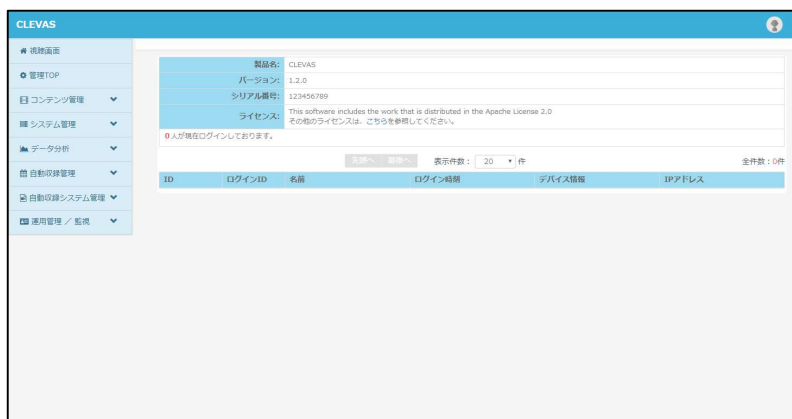 CLEVAS
視聴画面
管理TOP
コンテンツ管理
システム管理
データ分析
自動収録管理
自動収録システム管理
運用管理 ／ 監視
製品名: CLEVAS
バージョン: 1.2.0
シリアル番号: 123456789
ライセンス: This software includes the work that is distributed in the Apache License 2.0
その他のライセンスは、こちらを参照してください。
0 人が現在ログインしております。
先頭へ 最後へ 表示件数： 20 件 全件数：0件
ID ログインID 名前 ログイン時刻 デバイス情報 IPアドレス